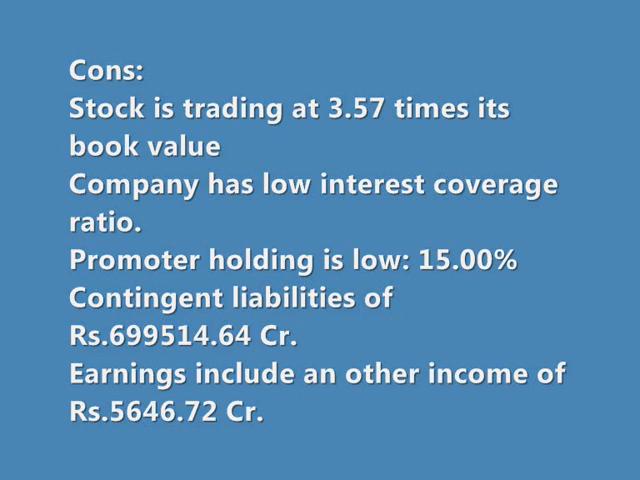 Cons:
Stock is trading at 3.57 times its
book value
Company has low interest coverage
ratio.
Promoter holding is low: 15.00%
Contingent liabilities of
Rs.699514.64 Cr.
Earnings include an other income of
Rs.5646.72 Cr.